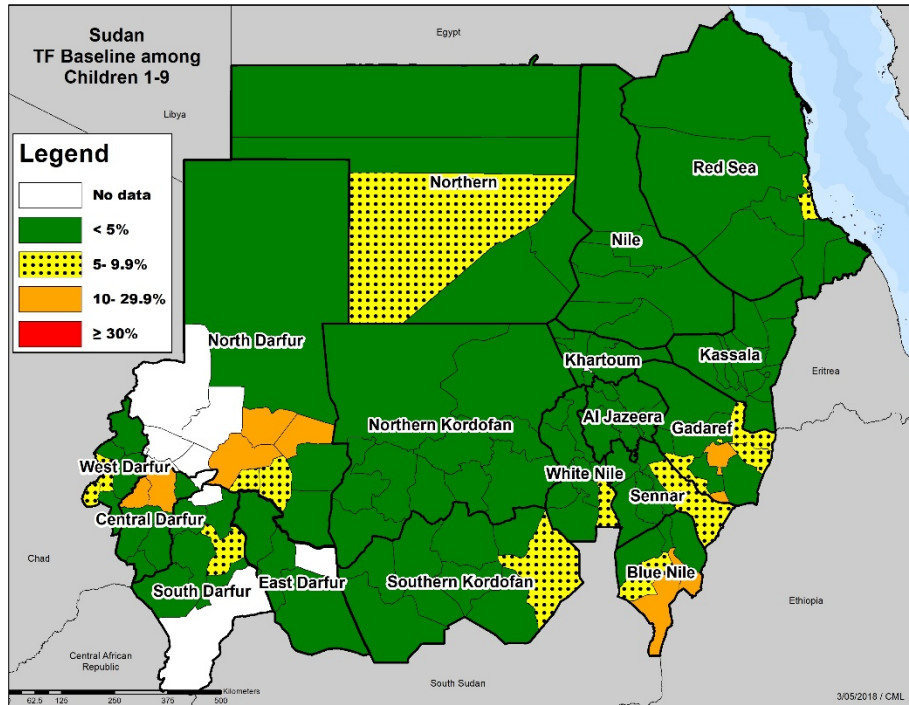 Sudan
TF Baseline among
Children 1-9
Egypt
Libya
Legend
No data
< 5%
5- 9.9%
10- 29.9%
≥ 30%
Northern
Red Sea
Nile
North Darfur
Khartoum
Kassala
Eritrea
Northern Kordofan
Al Jazeera
Gadaref
West Darfur
White Nile
Sennar
Central Darfur
Chad
South Darfur
East Darfur
Southern Kordofan
Blue Nile
Ethiopia
Central African
Republic
South Sudan
Kilometers
0 62.5 125 250 375 500
3/05/2018 / CML